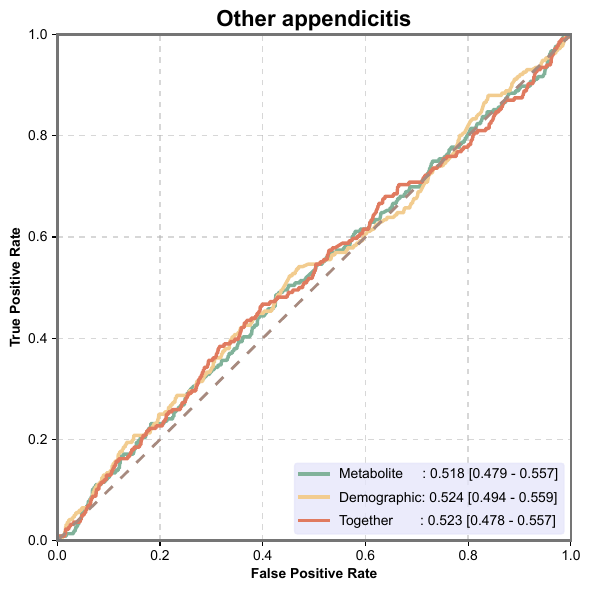 Other appendicitis
1.0
0.8
0.6
0.4
0.2
0.0
True Positive Rate
Metabolite : 0.518 [0.479 - 0.557]
Demographic: 0.524 [0.494 - 0.559]
Together : 0.523 [0.478 - 0.557]
0.0 0.2 0.4 0.6 0.8 1.0
False Positive Rate